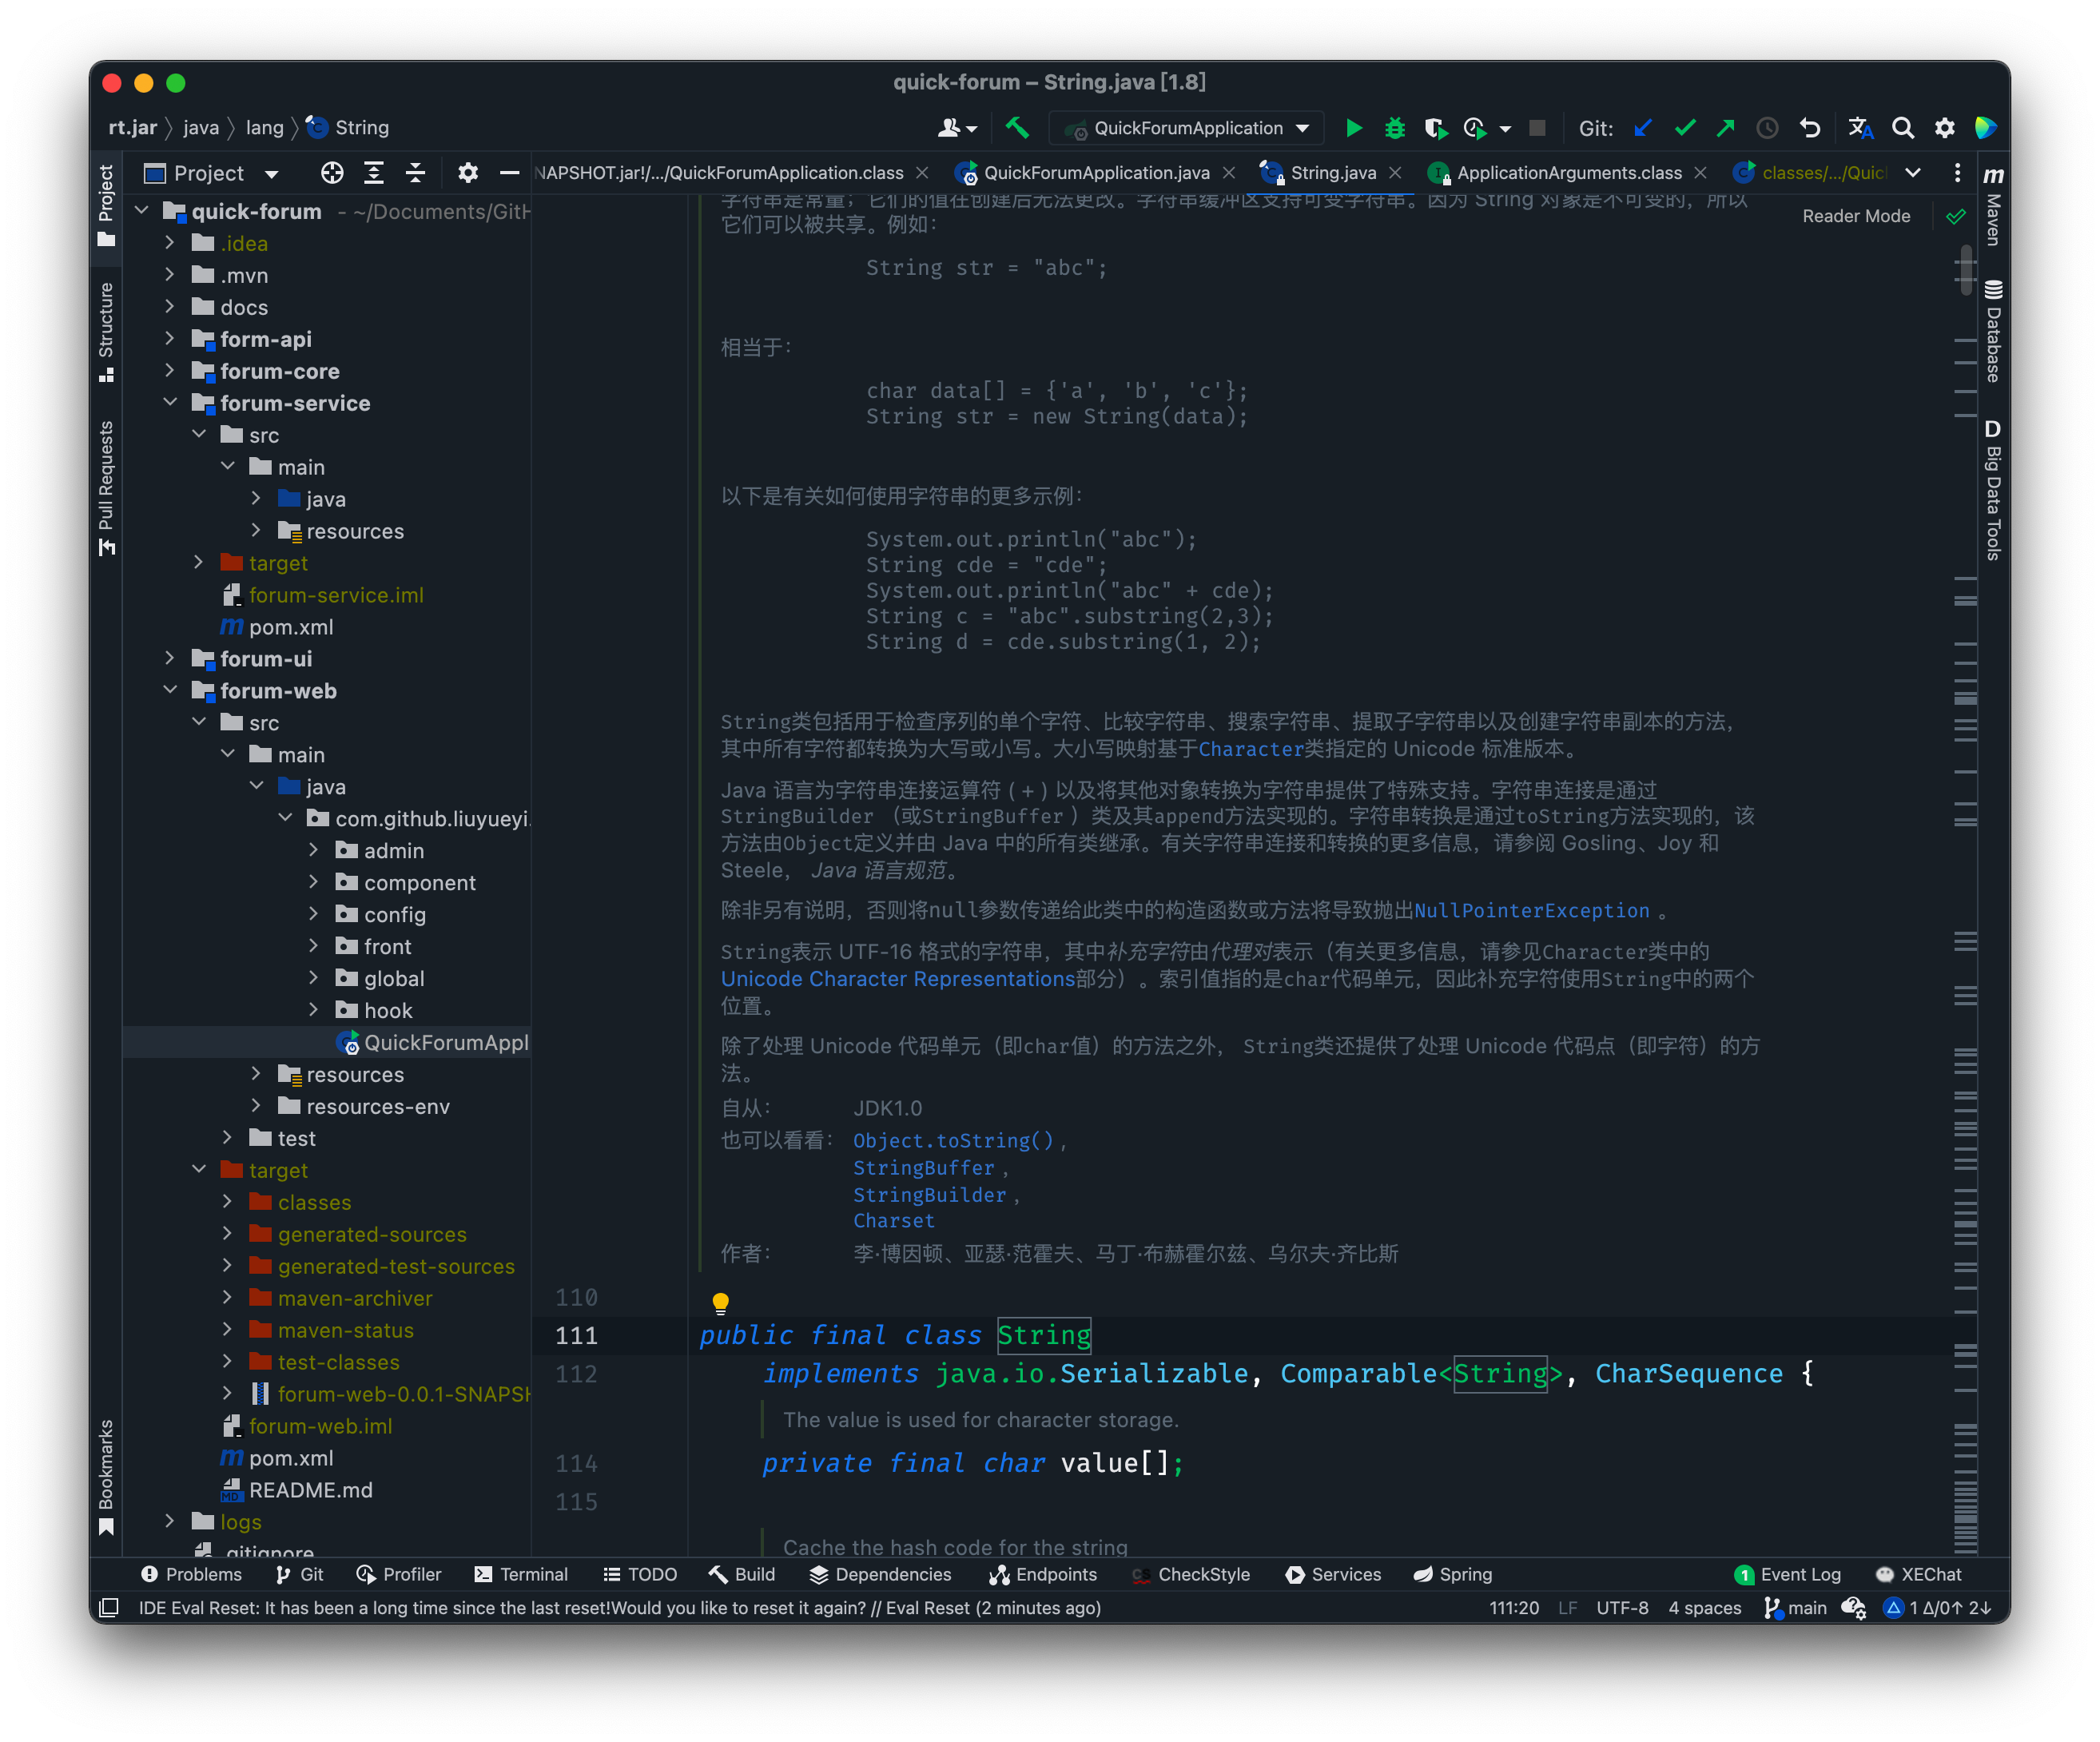 quick-forum – String.java [1.8]
rt.jar java lang String
QuickForumApplication
Git:
Project
NAPSHOT.jar!/.../QuickForumApplication.class
QuickForumApplication.java
String.java
ApplicationArguments.class
classes/.../Quic
Project
Structure
Pull Requests
Bookmarks
quick-forum - ~/Documents/GitH
.idea
.mvn
docs
form-api
forum-core
forum-service
src
main
java
resources
target
forum-service.iml
pom.xml
forum-ui
forum-web
src
main
java
com.github.liuyueyi.
admin
component
config
front
global
hook
QuickForumAppl
resources
resources-env
test
target
classes
generated-sources
generated-test-sources
maven-archiver
maven-status
test-classes
forum-web-0.0.1-SNAPSH
forum-web.iml
pom.xml
README.md
logs
.gitignore
字符串是常量；它们的值在创建后无法更改。字符串缓冲区支持可变字符串。因为 String 对象是不可变的，所以
它们可以被共享。例如：
Reader Mode
String str = "abc";
相当于：
char data[] = {'a', 'b', 'c'};
String str = new String(data);
以下是有关如何使用字符串的更多示例：
System.out.println("abc");
String cde = "cde";
System.out.println("abc" + cde);
String c = "abc".substring(2,3);
String d = cde.substring(1, 2);
String类包括用于检查序列的单个字符、比较字符串、搜索字符串、提取子字符串以及创建字符串副本的方法，
其中所有字符都转换为大写或小写。大小写映射基于Character类指定的 Unicode 标准版本。
Java 语言为字符串连接运算符 ( + ) 以及将其他对象转换为字符串提供了特殊支持。字符串连接是通过
StringBuilder （或StringBuffer ）类及其append方法实现的。字符串转换是通过toString方法实现的，该
方法由Object定义并由 Java 中的所有类继承。有关字符串连接和转换的更多信息，请参阅 Gosling、Joy 和
Steele， Java 语言规范。
除非另有说明，否则将null参数传递给此类中的构造函数或方法将导致抛出NullPointerException 。
String表示 UTF-16 格式的字符串，其中补充字符由代理对表示（有关更多信息，请参见Character类中的
Unicode Character Representations部分）。索引值指的是char代码单元，因此补充字符使用String中的两个
位置。
除了处理 Unicode 代码单元（即char值）的方法之外， String类还提供了处理 Unicode 代码点（即字符）的方
法。
自从： JDK1.0
也可以看看： Object.toString() ,
StringBuffer ,
StringBuilder ,
Charset
作者： 李·博因顿、亚瑟·范霍夫、马丁·布赫霍尔兹、乌尔夫·齐比斯
110
111 public final class String
112 implements java.io.Serializable, Comparable<String>, CharSequence {
The value is used for character storage.
114 private final char value[];
115
Cache the hash code for the string
m
Maven
Database
D
Big Data Tools
Problems Git Profiler Terminal TODO Build Dependencies Endpoints CS CheckStyle Services Spring 1 Event Log XEChat
IDE Eval Reset: It has been a long time since the last reset!Would you like to reset it again? // Eval Reset (2 minutes ago) 111:20 LF UTF-8 4 spaces main 1 Δ/0↑ 2↓